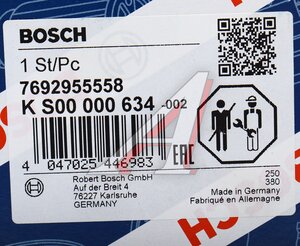 BOSCH
1 St/Pc
7692955558
K S00 000 634 -002
4 047025 446983
EAC
BOSCH
Robert Bosch GmbH
Auf der Breit 4
76227 Karlsruhe
GERMANY
250
380
Made in Germany
Fabriqué en Allemagne